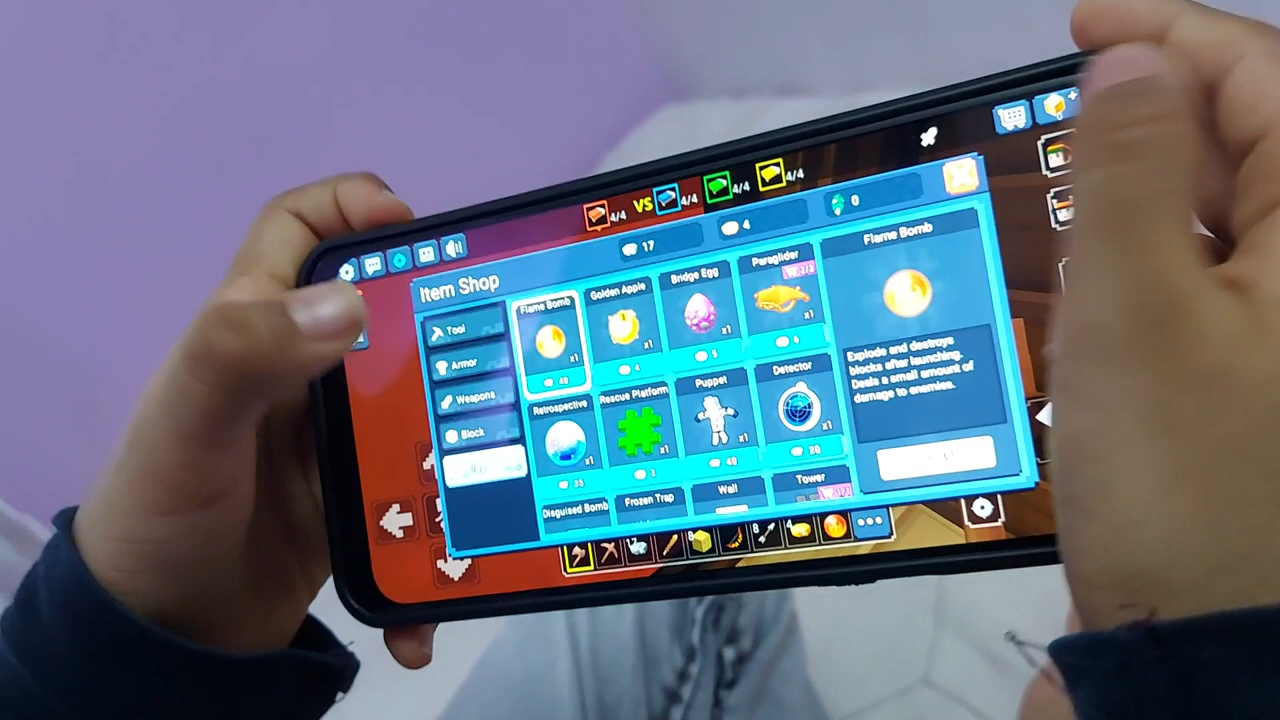 4/4 VS 4/4 4/4 4/4
17 4 0
Item Shop
Tool
Armor
Weapons
Block
Flame Bomb
x1
40
Golden Apple
x1
4
Bridge Egg
x1
5
Paraglider
2/2
x1
Retrospective
x1
25
Rescue Platform
x1
3
Puppet
x1
40
Detector
x1
20
Disguised Bomb
Frozen Trap
Wall
Tower
Flame Bomb
Explode and destroys
blocks after launching.
Deals a small amount of
damage to enemies.